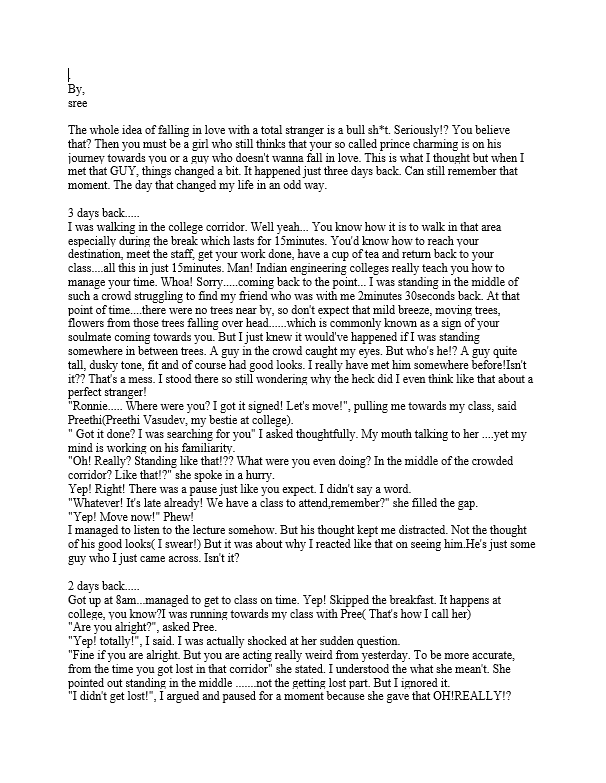 .
By,
sree
The whole idea of falling in love with a total stranger is a bull sh*t. Seriously!? You believe
that? Then you must be a girl who still thinks that your so called prince charming is on his
journey towards you or a guy who doesn't wanna fall in love. This is what I thought but when I
met that GUY, things changed a bit. It happened just three days back. Can still remember that
moment. The day that changed my life in an odd way.
3 days back.....
I was walking in the college corridor. Well yeah... You know how it is to walk in that area
especially during the break which lasts for 15minutes. You'd know how to reach your
destination, meet the staff, get your work done, have a cup of tea and return back to your
class....all this in just 15minutes. Man! Indian engineering colleges really teach you how to
manage your time. Whoa! Sorry.....coming back to the point... I was standing in the middle of
such a crowd struggling to find my friend who was with me 2minutes 30seconds back. At that
point of time....there were no trees near by, so don't expect that mild breeze, moving trees,
flowers from those trees falling over head......which is commonly known as a sign of your
soulmate coming towards you. But I just knew it would've happened if I was standing
somewhere in between trees. A guy in the crowd caught my eyes. But who's he!? A guy quite
tall, dusky tone, fit and of course had good looks. I really have met him somewhere before!Isn't
it?? That's a mess. I stood there so still wondering why the heck did I even think like that about a
perfect stranger!
"Ronnie..... Where were you? I got it signed! Let's move!", pulling me towards my class, said
Preethi(Preethi Vasudev, my bestie at college).
" Got it done? I was searching for you" I asked thoughtfully. My mouth talking to her ....yet my
mind is working on his familiarity.
"Oh! Really? Standing like that!?? What were you even doing? In the middle of the crowded
corridor? Like that!?" she spoke in a hurry.
Yep! Right! There was a pause just like you expect. I didn't say a word.
"Whatever! It's late already! We have a class to attend,remember?" she filled the gap.
"Yep! Move now!" Phew!
I managed to listen to the lecture somehow. But his thought kept me distracted. Not the thought
of his good looks( I swear!) But it was about why I reacted like that on seeing him.He's just some
guy who I just came across. Isn't it?
2 days back.....
Got up at 8am...managed to get to class on time. Yep! Skipped the breakfast. It happens at
college, you know?I was running towards my class with Pree( That's how I call her)
"Are you alright?", asked Pree.
"Yep! totally!", I said. I was actually shocked at her sudden question.
"Fine if you are alright. But you are acting really weird from yesterday. To be more accurate,
from the time you got lost in that corridor" she stated. I understood the what she mean't. She
pointed out standing in the middle .......not the getting lost part. But I ignored it.
"I didn't get lost!", I argued and paused for a moment because she gave that OH!REALLY!?